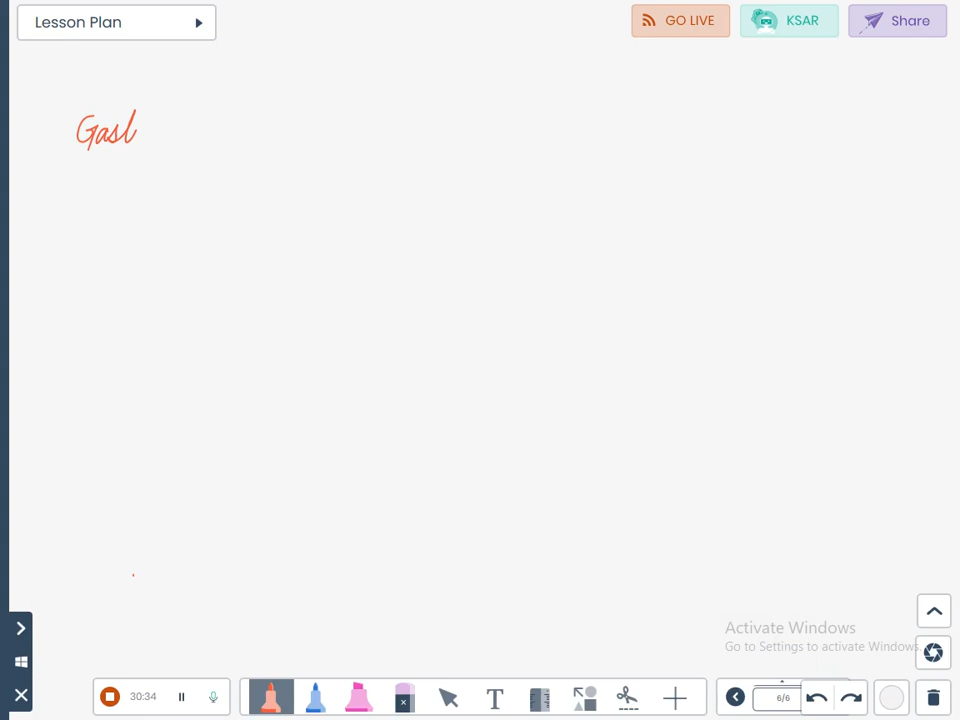 Lesson Plan
GO LIVE
KSAR
Share
Gasl
Activate Windows
Go to Settings to activate Windows.
30:34
T
6/6